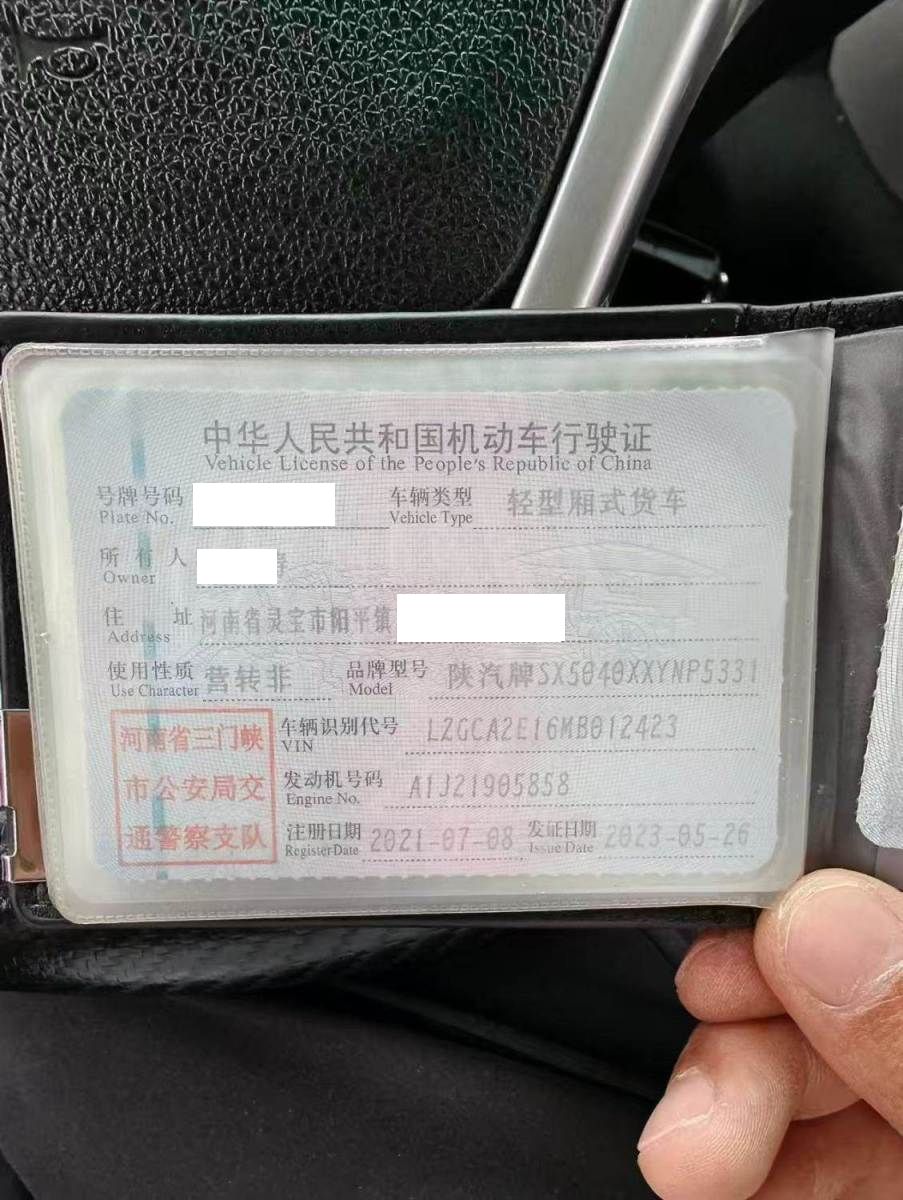 中华人民共和国机动车行驶证
Vehicle License of the People's Republic of China
号牌号码 车辆类型 轻型厢式货车
Plate No. Vehicle Type
所有人
Owner
住址 河南省灵宝市阳平镇
Address
使用性质 营转非 品牌型号 陕汽牌SX5040XXYNP5331
Use Character Model
河南省三门峡 车辆识别代号 LZGCA2E16MB012423
VIN
市公安局交 发动机号码 A1J21905858
Engine No.
通警察支队 注册日期 2021-07-08 发证日期 2023-05-26
Register Date Issue Date